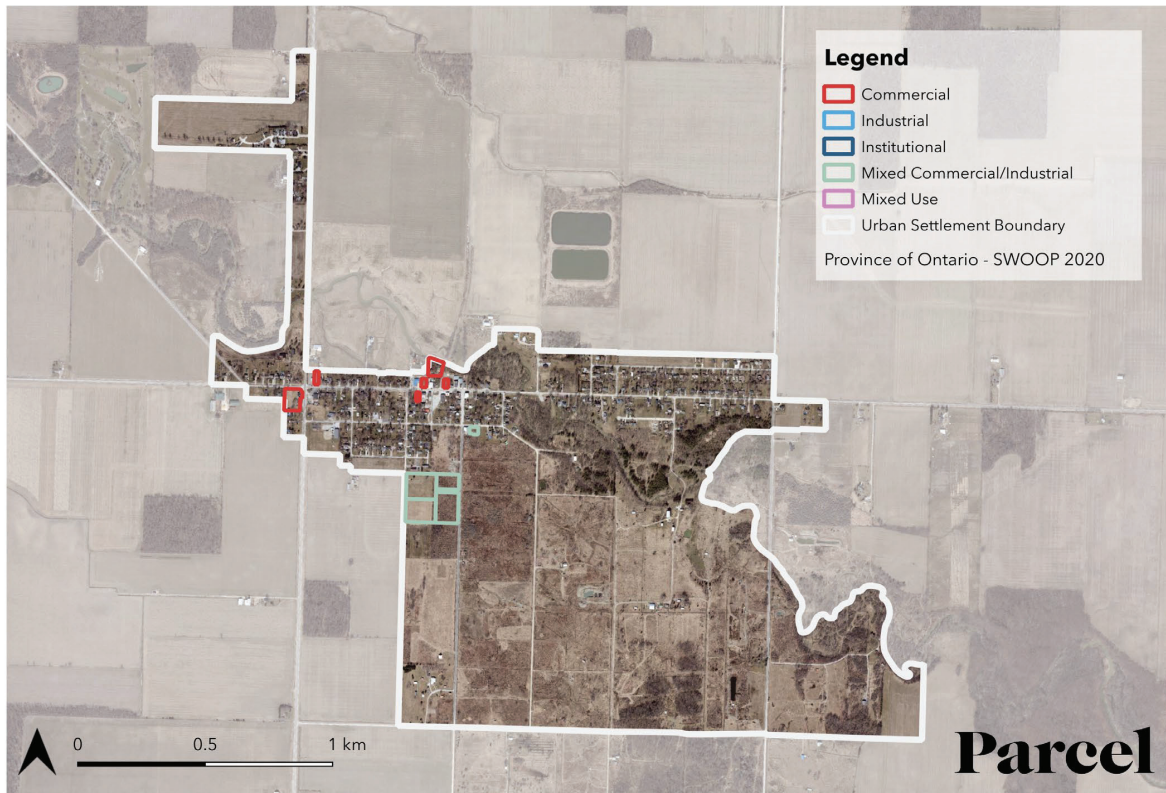 Legend
Commercial
Industrial
Institutional
Mixed Commercial/Industrial
Mixed Use
Urban Settlement Boundary
Province of Ontario - SWOOP 2020
0 0.5 1 km
Parcel